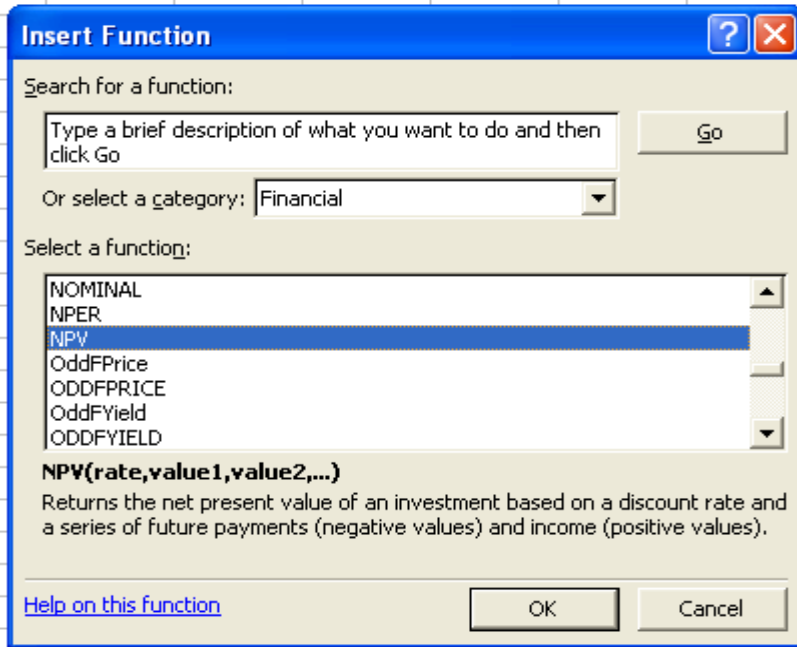 Insert Function
Search for a function:
Type a brief description of what you want to do and then
click Go
Go
Or select a category: Financial
Select a function:
NOMINAL
NPER
NPV
OddFPrice
ODDFPRICE
OddFYield
ODDFYIELD
NPV(rate,value1,value2,...)
Returns the net present value of an investment based on a discount rate and
a series of future payments (negative values) and income (positive values).
Help on this function
OK
Cancel